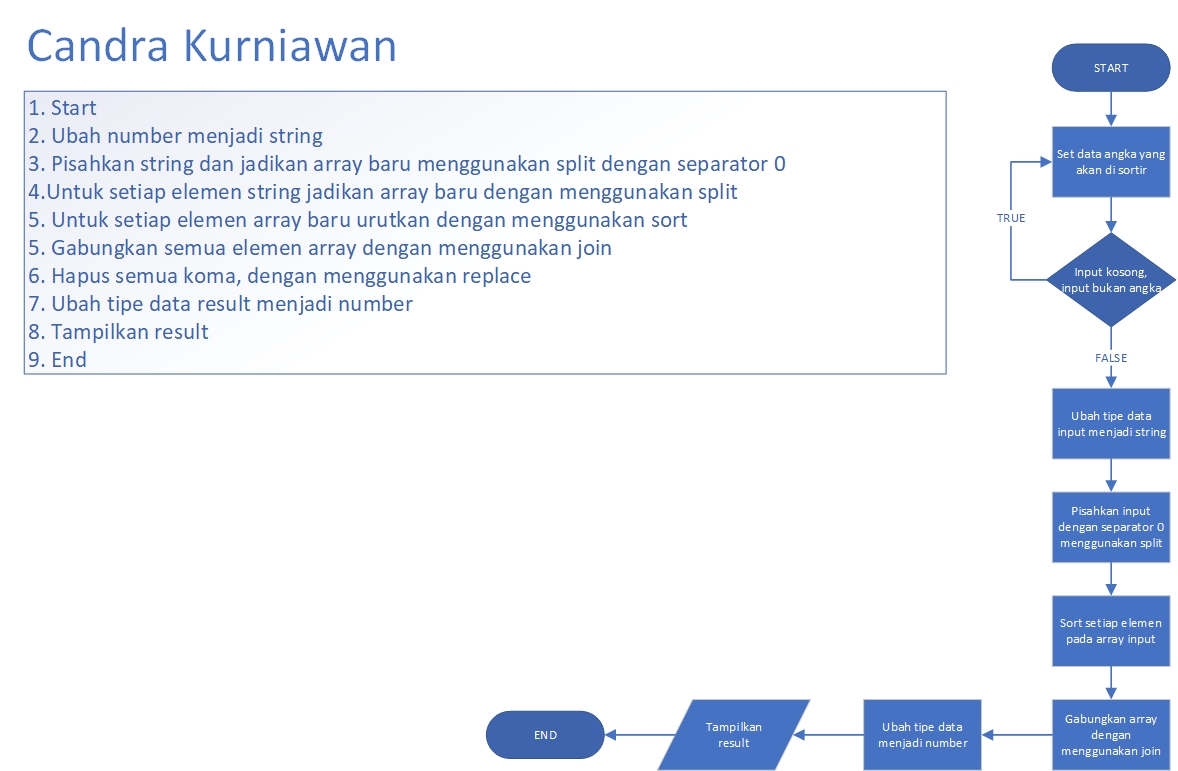 Candra Kurniawan
1. Start
2. Ubah number menjadi string
3. Pisahkan string dan jadikan array baru menggunakan split dengan separator 0
4.Untuk setiap elemen string jadikan array baru dengan menggunakan split
5. Untuk setiap elemen array baru urutkan dengan menggunakan sort
5. Gabungkan semua elemen array dengan menggunakan join
6. Hapus semua koma, dengan menggunakan replace
7. Ubah tipe data result menjadi number
8. Tampilkan result
9. End
START
Set data angka yang
akan di sortir
TRUE
Input kosong,
input bukan angka
FALSE
Ubah tipe data
input menjadi string
Pisahkan input
dengan separator 0
menggunakan split
Sort setiap elemen
pada array input
Gabungkan array
dengan
menggunakan join
Ubah tipe data
menjadi number
Tampilkan
result
END